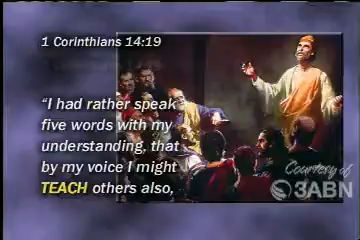 1 Corinthians 14:19
“I had rather speak
five words with my
understanding, that
by my voice I might
TEACH others also,
Courtesy of
3ABN